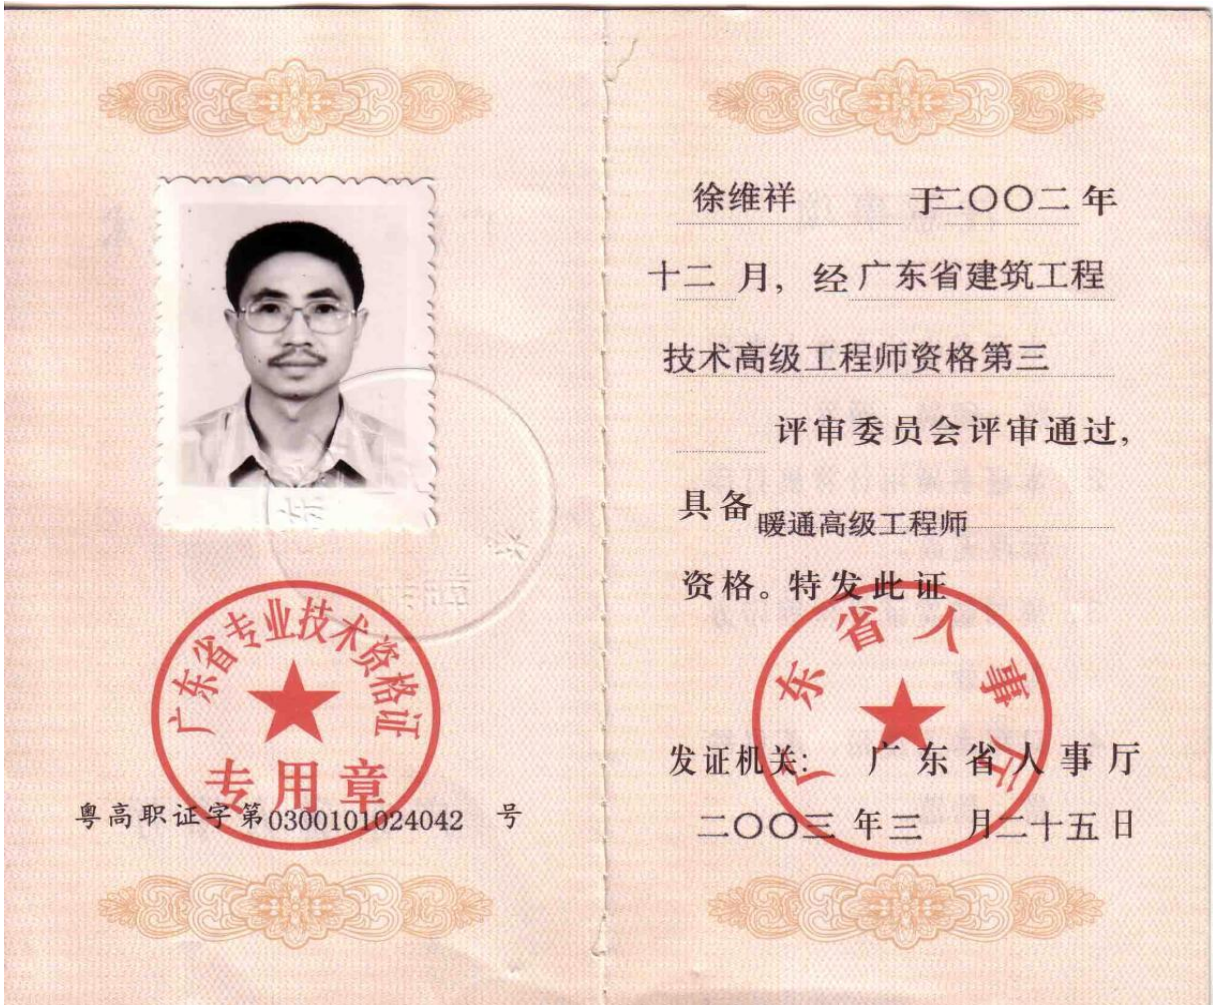 广东省专业技术资格证
专用章
粤高职证字第0300101024042 号
徐维祥 于二〇〇二年
十二月，经广东省建筑工程
技术高级工程师资格第三
评审委员会评审通过，
具备暖通高级工程师
资格。特发此证
广东省人事厅
发证机关：广东省人事厅
二〇〇三年三月二十五日